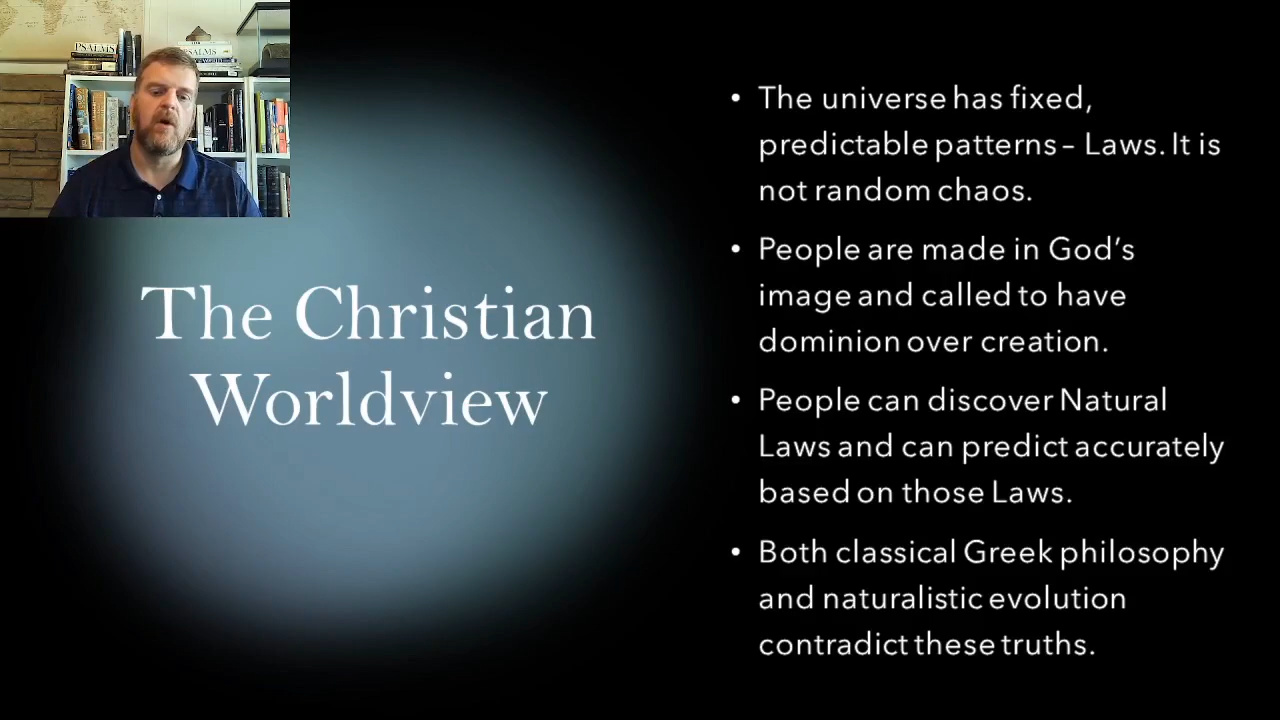 PSALMS
PSALMS
The Christian
Worldview
• The universe has fixed,
predictable patterns – Laws. It is
not random chaos.
• People are made in God’s
image and called to have
dominion over creation.
• People can discover Natural
Laws and can predict accurately
based on those Laws.
• Both classical Greek philosophy
and naturalistic evolution
contradict these truths.